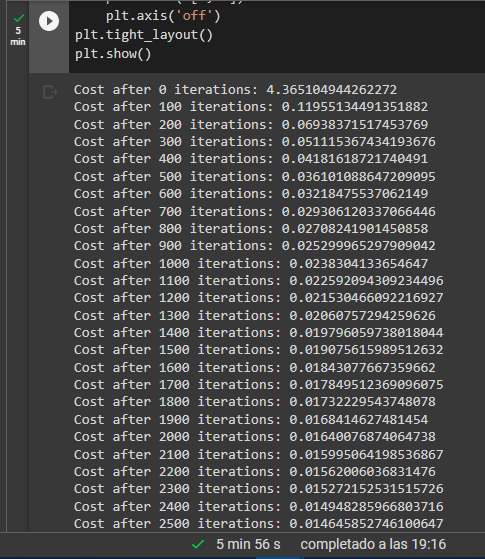 5
min
plt.axis('off')
plt.tight_layout()
plt.show()
Cost after 0 iterations: 4.365104944262272
Cost after 100 iterations: 0.11955134491351882
Cost after 200 iterations: 0.06938371517453769
Cost after 300 iterations: 0.051115367434193676
Cost after 400 iterations: 0.04181618721740491
Cost after 500 iterations: 0.036101088647209095
Cost after 600 iterations: 0.03218475537062149
Cost after 700 iterations: 0.029306120337066446
Cost after 800 iterations: 0.02708241901450858
Cost after 900 iterations: 0.025299965297909042
Cost after 1000 iterations: 0.0238304133654647
Cost after 1100 iterations: 0.022592094309234496
Cost after 1200 iterations: 0.021530466092216927
Cost after 1300 iterations: 0.02060757294259626
Cost after 1400 iterations: 0.019796059738018044
Cost after 1500 iterations: 0.019075615989512632
Cost after 1600 iterations: 0.01843077667359662
Cost after 1700 iterations: 0.017849512369096075
Cost after 1800 iterations: 0.01732229543748078
Cost after 1900 iterations: 0.0168414627481454
Cost after 2000 iterations: 0.01640076874064738
Cost after 2100 iterations: 0.015995064198536867
Cost after 2200 iterations: 0.01562006036831476
Cost after 2300 iterations: 0.015272152531515726
Cost after 2400 iterations: 0.014948285966803716
Cost after 2500 iterations: 0.014645852746100647
5 min 56 s completado a las 19:16